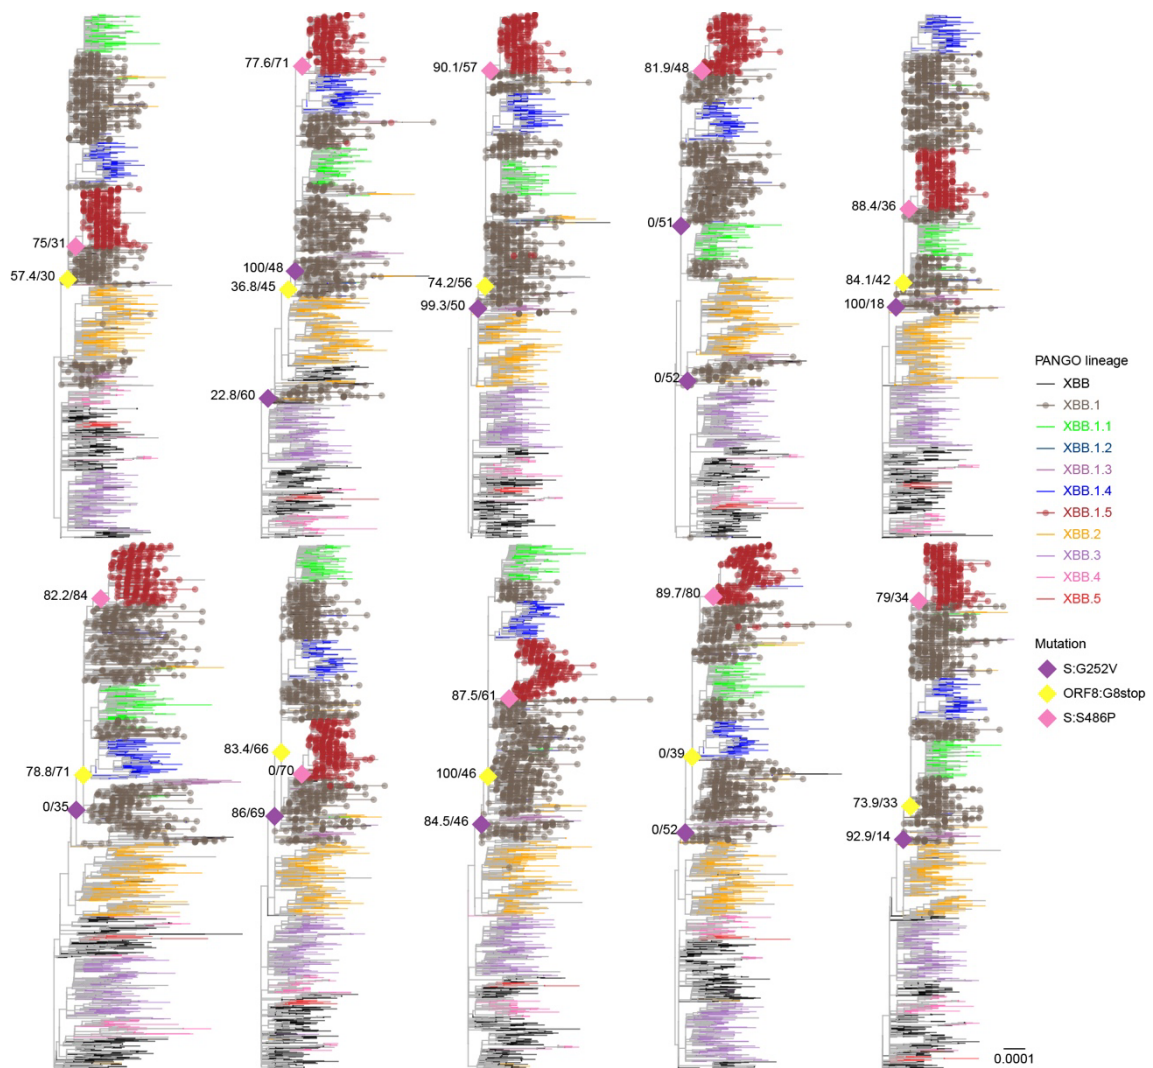 77.6/71
90.1/57
81.9/48
75/31
57.4/30
100/48
36.8/45
22.8/60
74.2/56
99.3/50
0/51
0/52
88.4/36
84.1/42
100/18
PANGO lineage
XBB
XBB.1
XBB.1.1
XBB.1.2
XBB.1.3
XBB.1.4
XBB.1.5
XBB.2
XBB.3
XBB.4
XBB.5
Mutation
S:G252V
ORF8:G8stop
S:S486P
82.2/84
78.8/71
0/35
83.4/66
0/70
86/69
87.5/61
100/46
84.5/46
89.7/80
0/39
0/52
79/34
73.9/33
92.9/14
0.0001